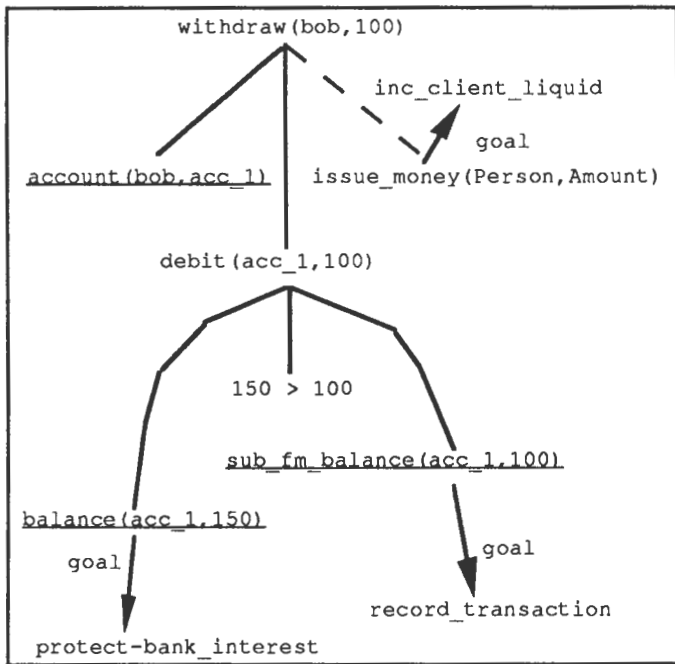 withdraw(bob,100)
inc_client_liquid
goal
account(bob,acc_1)
issue_money(Person,Amount)
debit(acc_1,100)
150 > 100
sub_fm_balance(acc_1,100)
balance(acc_1,150)
goal
goal
record_transaction
protect-bank_interest